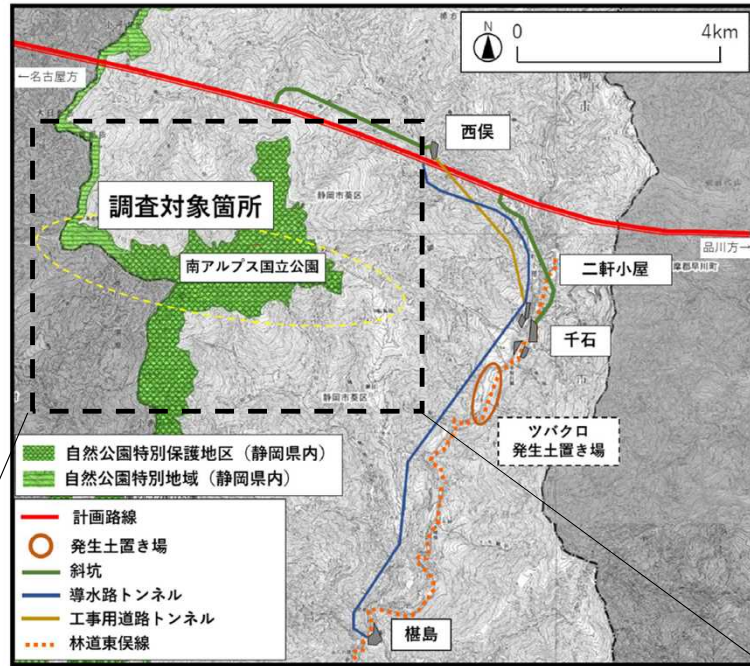 N
0 4km
←名古屋方
西俣
調査対象箇所
静岡市葵区
南アルプス国立公園
品川方→
二軒小屋
摩郡早川町
千石
静岡市葵区
ツバクロ
発生土置き場
自然公園特別保護地区（静岡県内）
自然公園特別地域（静岡県内）
計画路線
発生土置き場
斜坑
導水路トンネル
工事用道路トンネル
林道東俣線
椹島